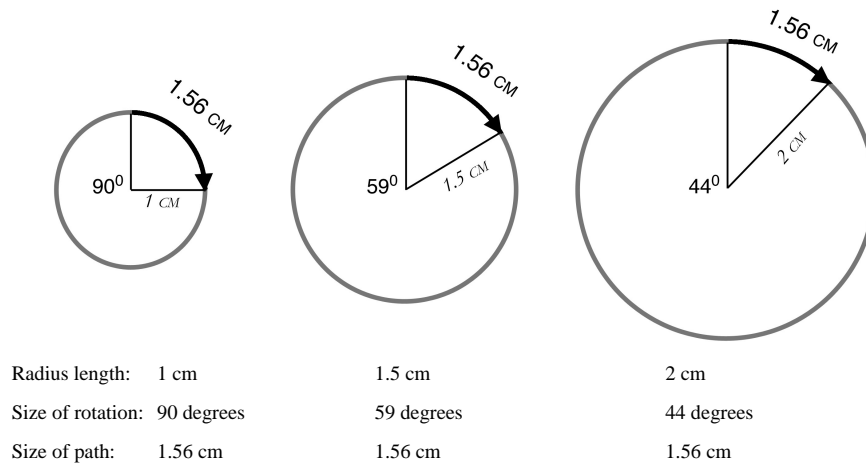 1.56 CM
90⁰
1 CM
1.56 CM
59⁰
1.5 CM
1.56 CM
44⁰
2 CM
Radius length: 1 cm 1.5 cm 2 cm
Size of rotation: 90 degrees 59 degrees 44 degrees
Size of path: 1.56 cm 1.56 cm 1.56 cm